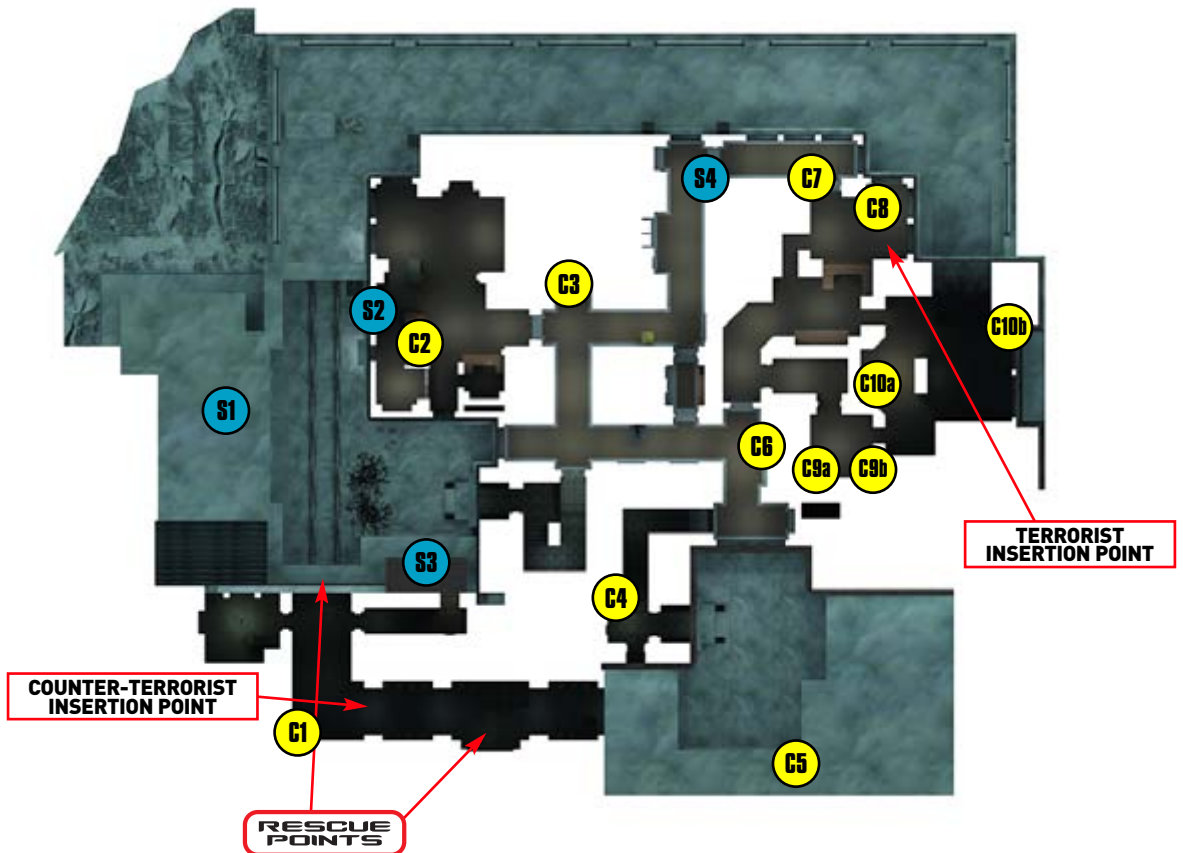 S4
C7
C8
C3
S2
C10b
C2
C10a
S1
C6
C9a
C9b
TERRORIST
INSERTION POINT
S3
C4
COUNTER-TERRORIST
INSERTION POINT
C1
C5
RESCUE
POINTS